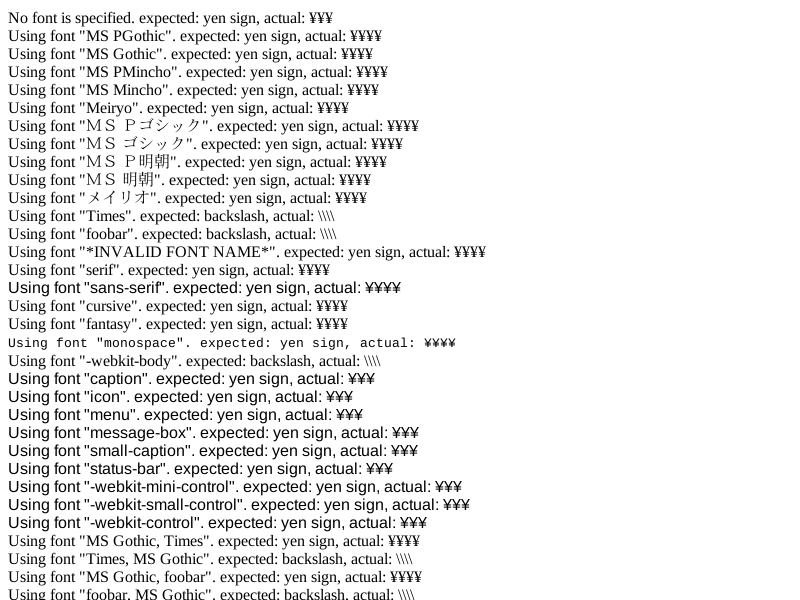 No font is specified. expected: yen sign, actual: ¥¥¥
Using font "MS PGothic". expected: yen sign, actual: ¥¥¥¥
Using font "MS Gothic". expected: yen sign, actual: ¥¥¥¥
Using font "MS PMincho". expected: yen sign, actual: ¥¥¥¥
Using font "MS Mincho". expected: yen sign, actual: ¥¥¥¥
Using font "Meiryo". expected: yen sign, actual: ¥¥¥¥
Using font "ＭＳ Ｐゴシック". expected: yen sign, actual: ¥¥¥¥
Using font "ＭＳ ゴシック". expected: yen sign, actual: ¥¥¥¥
Using font "ＭＳ Ｐ明朝". expected: yen sign, actual: ¥¥¥¥
Using font "ＭＳ 明朝". expected: yen sign, actual: ¥¥¥¥
Using font "メイリオ". expected: yen sign, actual: ¥¥¥¥
Using font "Times". expected: backslash, actual: \\\\
Using font "foobar". expected: backslash, actual: \\\\
Using font "*INVALID FONT NAME*". expected: yen sign, actual: ¥¥¥¥
Using font "serif". expected: yen sign, actual: ¥¥¥¥
Using font "sans-serif". expected: yen sign, actual: ¥¥¥¥
Using font "cursive". expected: yen sign, actual: ¥¥¥¥
Using font "fantasy". expected: yen sign, actual: ¥¥¥¥
Using font "monospace". expected: yen sign, actual: ¥¥¥¥
Using font "-webkit-body". expected: backslash, actual: \\\\
Using font "caption". expected: yen sign, actual: ¥¥¥
Using font "icon". expected: yen sign, actual: ¥¥¥
Using font "menu". expected: yen sign, actual: ¥¥¥
Using font "message-box". expected: yen sign, actual: ¥¥¥
Using font "small-caption". expected: yen sign, actual: ¥¥¥
Using font "status-bar". expected: yen sign, actual: ¥¥¥
Using font "-webkit-mini-control". expected: yen sign, actual: ¥¥¥
Using font "-webkit-small-control". expected: yen sign, actual: ¥¥¥
Using font "-webkit-control". expected: yen sign, actual: ¥¥¥
Using font "MS Gothic, Times". expected: yen sign, actual: ¥¥¥¥
Using font "Times, MS Gothic". expected: backslash, actual: \\\\
Using font "MS Gothic, foobar". expected: yen sign, actual: ¥¥¥¥
Using font "foobar, MS Gothic". expected: backslash, actual: \\\\